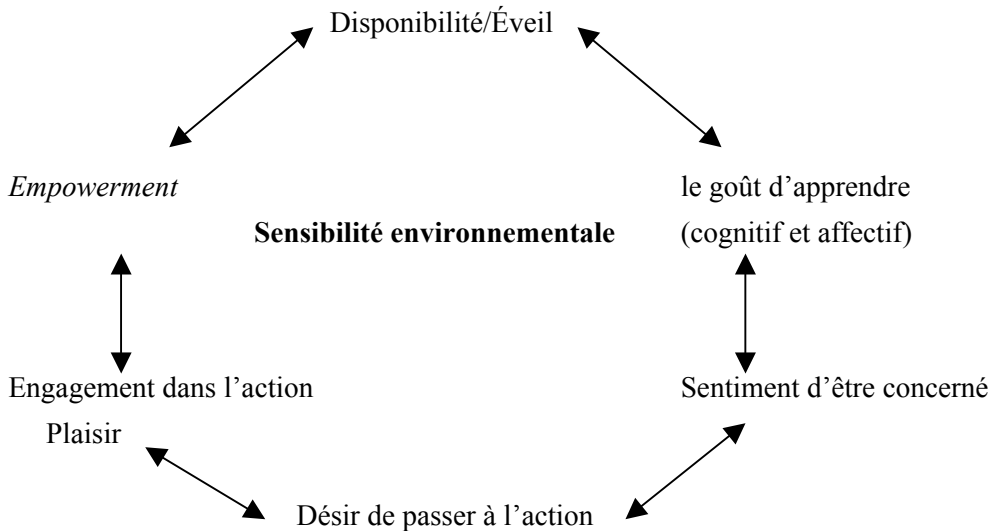 Disponibilité/Éveil
Empowerment
le goût d’apprendre
Sensibilité environnementale
(cognitif et affectif)
Engagement dans l’action
Sentiment d’être concerné
Plaisir
Désir de passer à l’action